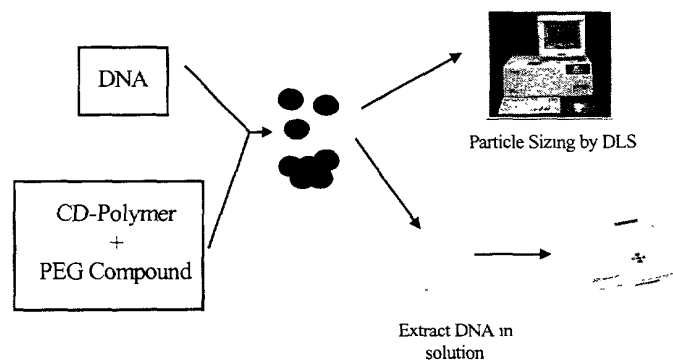 DNA
CD-Polymer
+
PEG Compound
Particle Sizing by DLS
Extract DNA in
solution